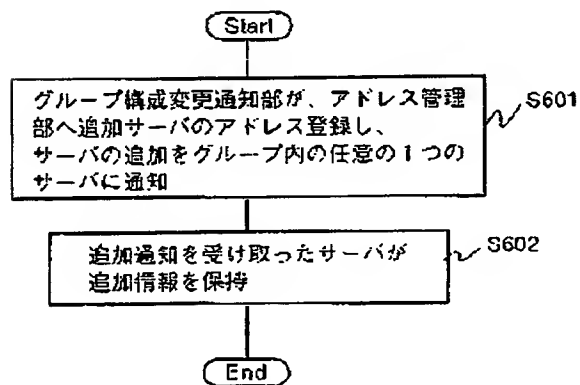 Start
グループ構成変更通知部が、アドレス管理
部へ追加サーバのアドレス登録し、
サーバの追加をグループ内の任意の1つの
サーバに通知
S601
追加通知を受け取ったサーバが
追加情報を保持
S602
End